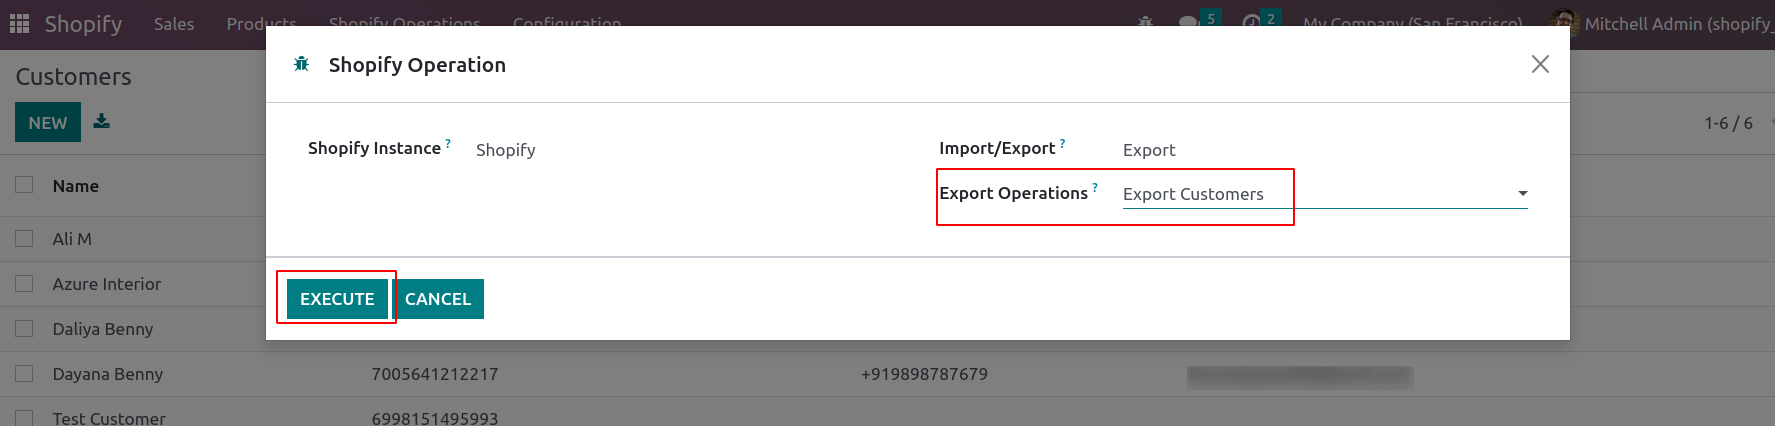 Shopify Sales Products Shopify Operations Configuration 5 2 My Company (San Francisco) Mitchell Admin (shopify_
Customers
Shopify Operation
NEW
1-6 / 6
Shopify Instance ? Shopify
Import/Export ? Export
Export Operations ? Export Customers
Name
Ali M
Azure Interior
EXECUTE CANCEL
Daliya Benny
Dayana Benny 7005641212217 +919898787679
Test Customer 6998151495993